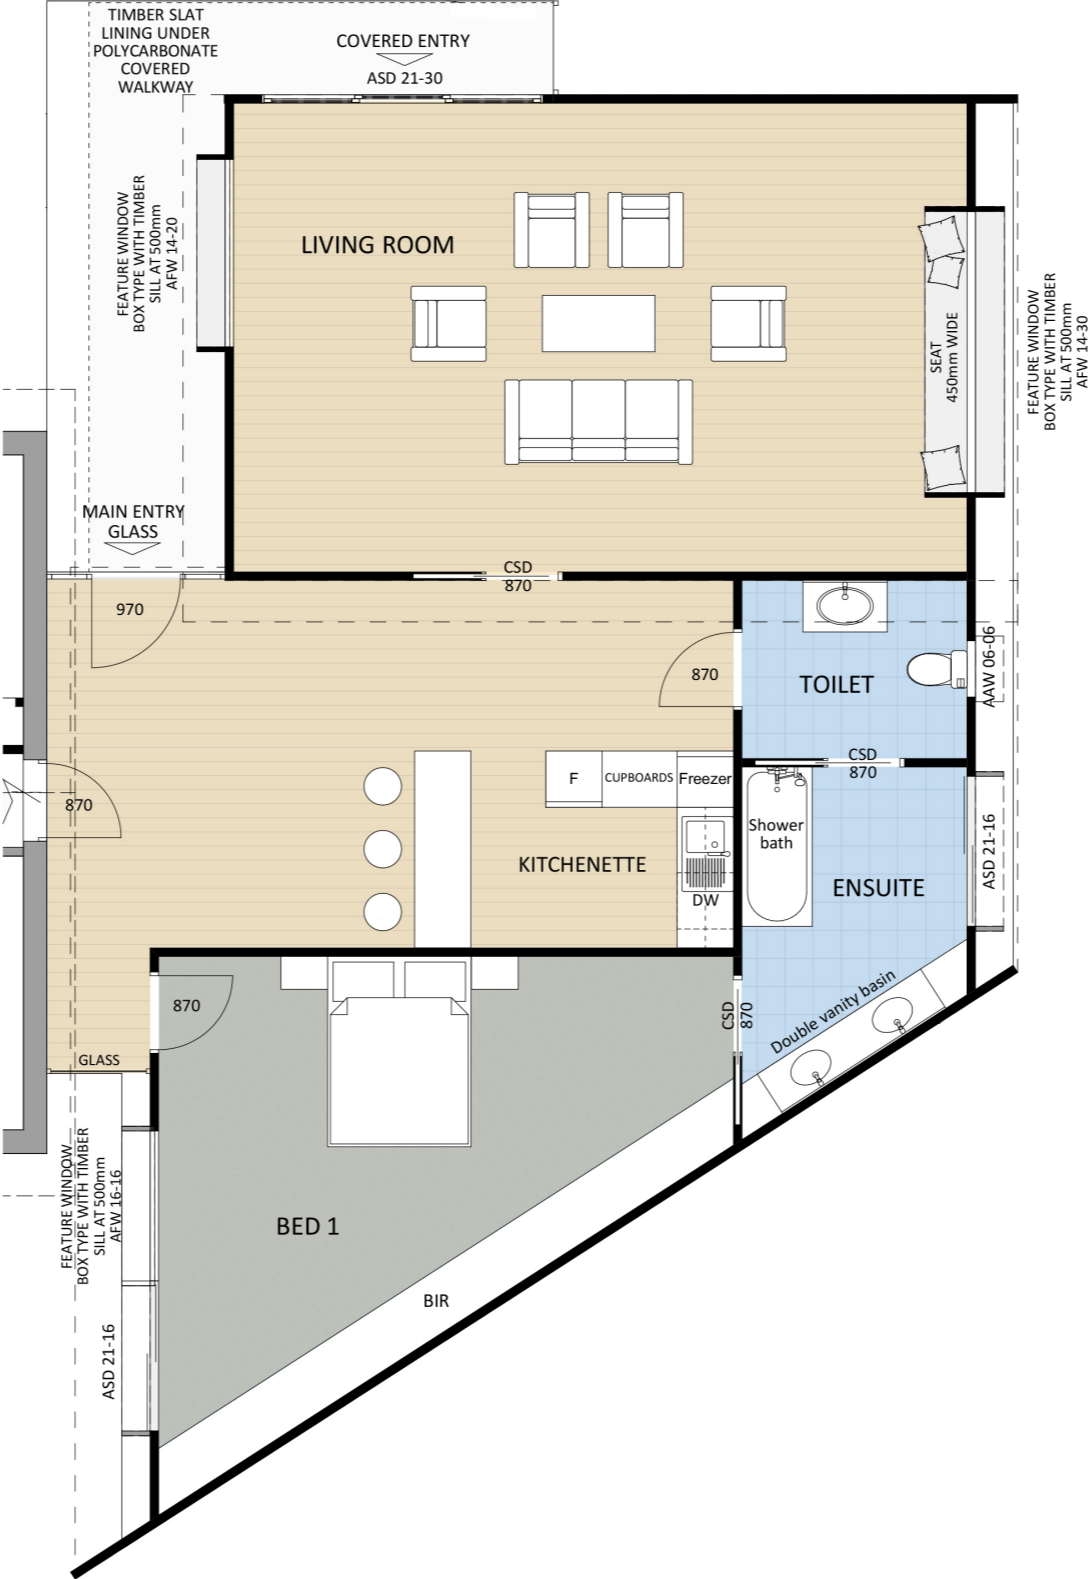 TIMBER SLAT
LINING UNDER
POLYCARBONATE
COVERED
WALKWAY
COVERED ENTRY
ASD 21-30
FEATURE WINDOW
BOX TYPE WITH TIMBER
SILL AT 500mm
AFW 14-20
LIVING ROOM
SEAT
450mm WIDE
FEATURE WINDOW
BOX TYPE WITH TIMBER
SILL AT 500mm
AFW 14-30
MAIN ENTRY
GLASS
CSD
870
970
870
TOILET
AAW 06-06
CSD
870
870
F
CUPBOARDS
Freezer
KITCHENETTE
DW
Shower
bath
ENSUITE
ASD 21-16
870
CSD
870
Double vanity basin
GLASS
FEATURE WINDOW
BOX TYPE WITH TIMBER
SILL AT 500mm
AFW 16-16
BED 1
BIR
ASD 21-16